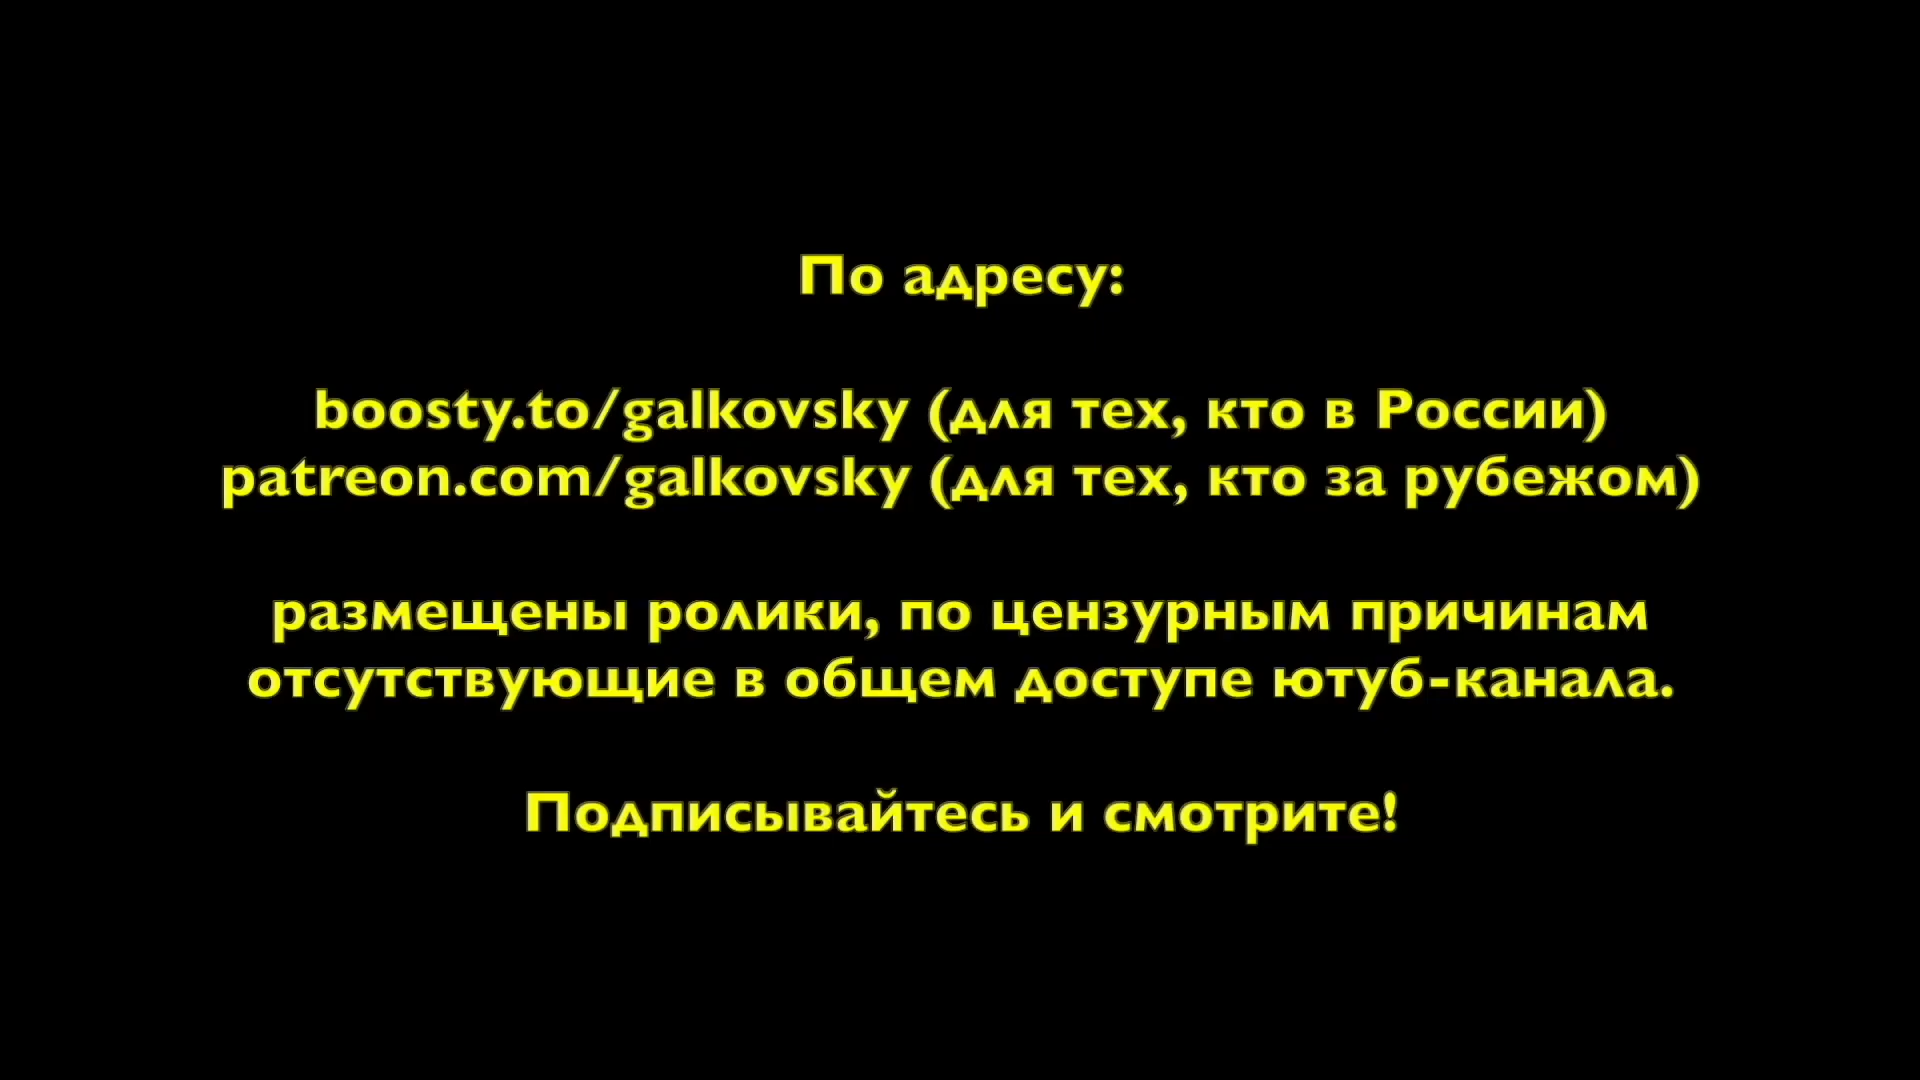 По адресу:
boosty.to/galkovsky (для тех, кто в России)
patreon.com/galkovsky (для тех, кто за рубежом)
размещены ролики, по цензурным причинам
отсутствующие в общем доступе ютуб-канала.
Подписывайтесь и смотрите!